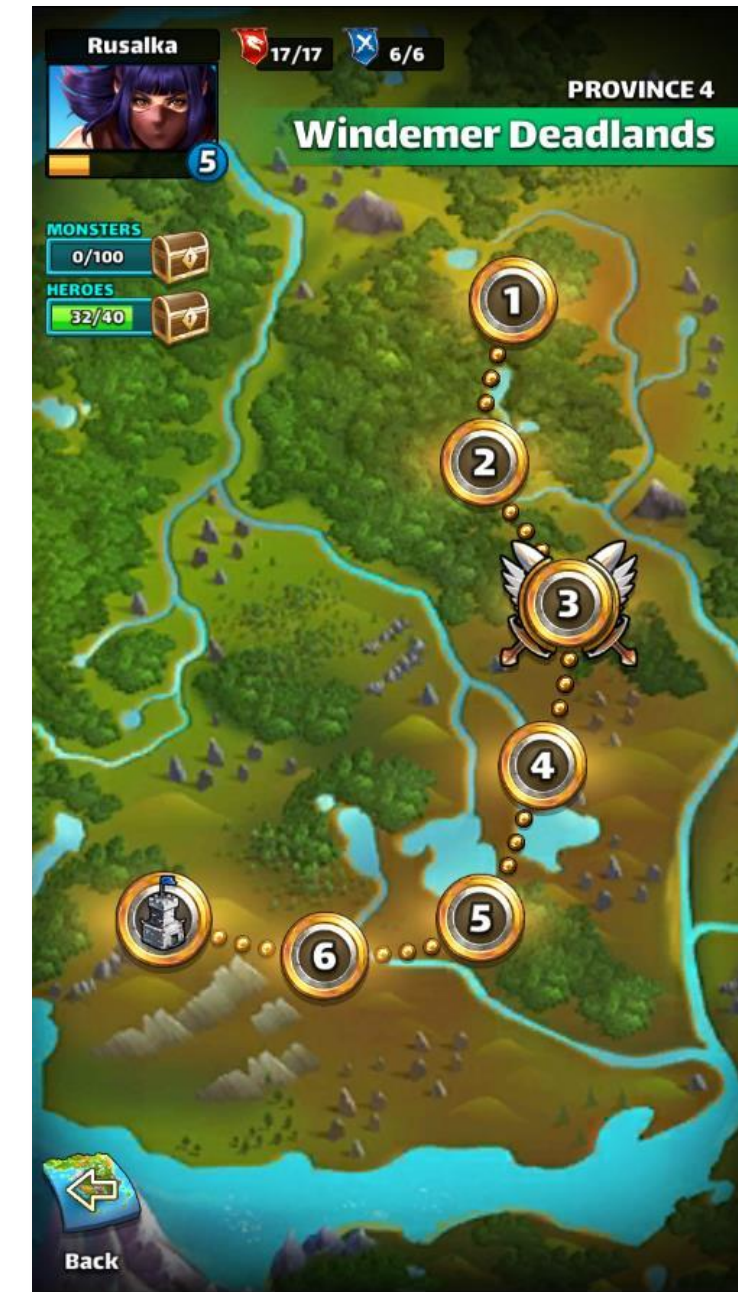 Rusalka
17/17
6/6
PROVINCE 4
Windemer Deadlands
5
MONSTERS
0/100
HEROES
32/40
1
2
3
4
5
6
Back